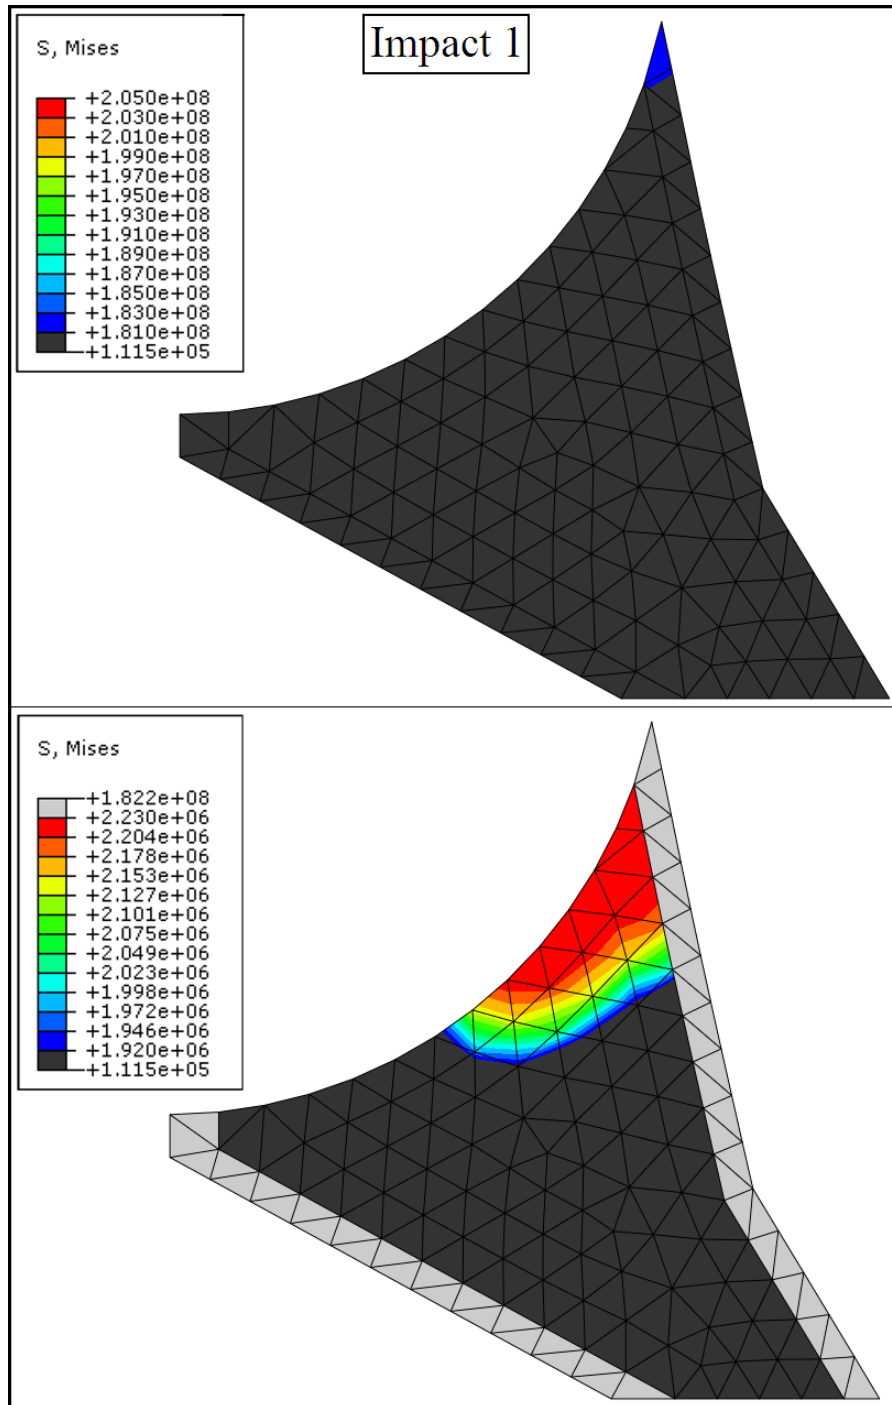 Impact 1
S, Mises
+2.050e+08
+2.030e+08
+2.010e+08
+1.990e+08
+1.970e+08
+1.950e+08
+1.930e+08
+1.910e+08
+1.890e+08
+1.870e+08
+1.850e+08
+1.830e+08
+1.810e+08
+1.115e+05
S, Mises
+1.822e+08
+2.230e+06
+2.204e+06
+2.178e+06
+2.153e+06
+2.127e+06
+2.101e+06
+2.075e+06
+2.049e+06
+2.023e+06
+1.998e+06
+1.972e+06
+1.946e+06
+1.920e+06
+1.115e+05